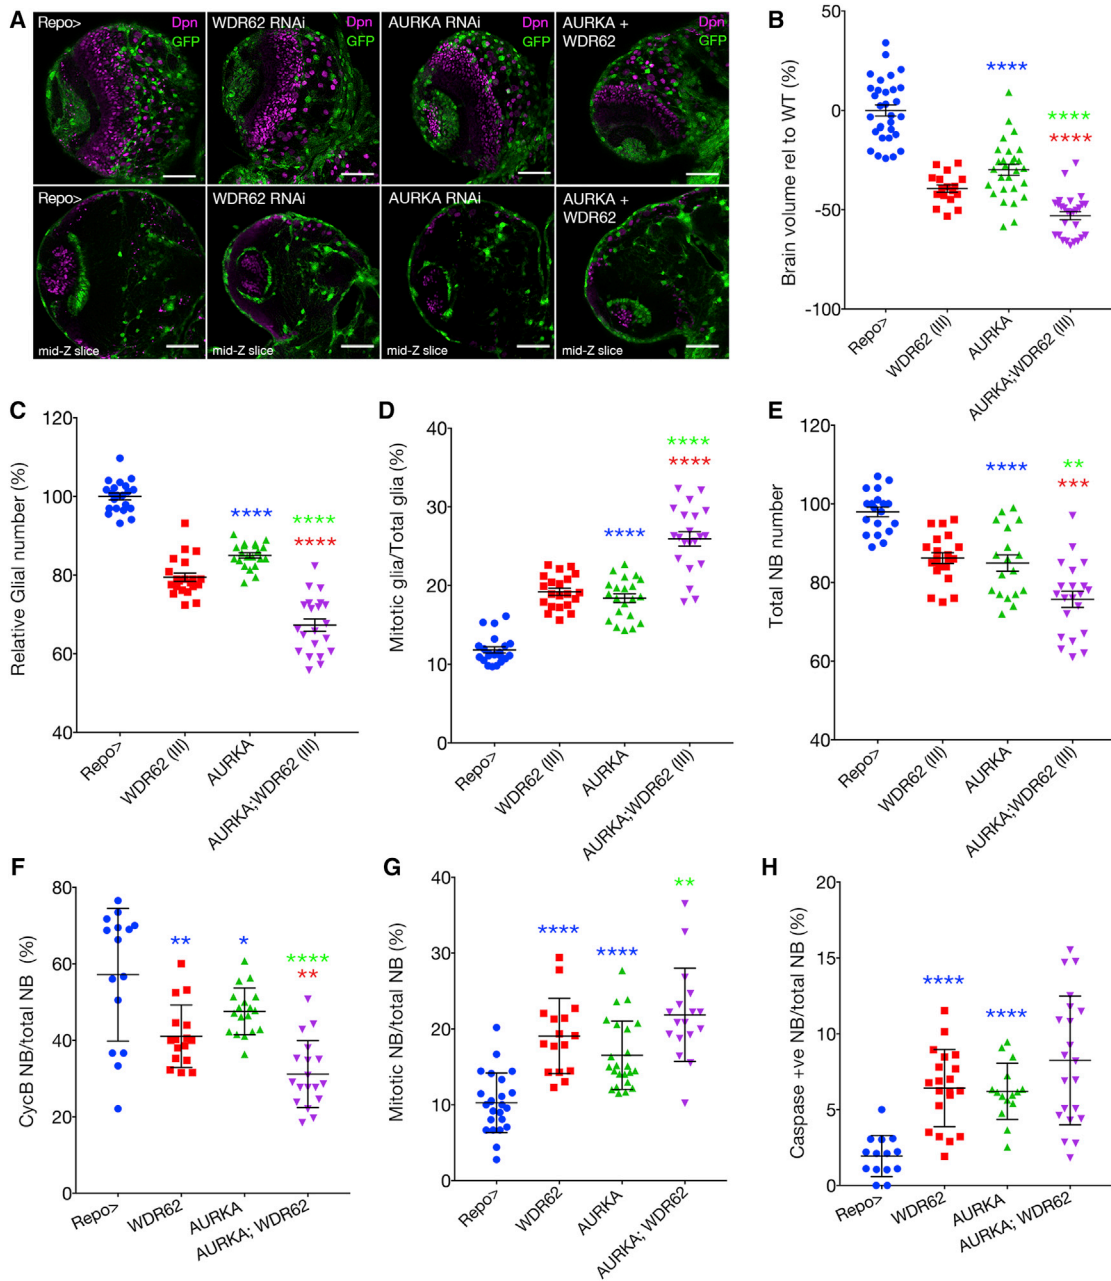 A
Repo>
Dpn
GFP
WDR62 RNAi
Dpn
GFP
AURKA RNAi
Dpn
GFP
AURKA +
WDR62
Dpn
GFP
Repo>
mid-Z slice
WDR62 RNAi
mid-Z slice
AURKA RNAi
mid-Z slice
AURKA +
WDR62
mid-Z slice
B
Brain volume rel to WT (%)
50
0
-50
-100
****
****
****
Repo>
WDR62 (III)
AURKA
AURKA;WDR62 (III)
C
Relative Glial number (%)
120
100
80
60
40
****
****
****
Repo>
WDR62 (III)
AURKA
AURKA;WDR62 (III)
D
Mitotic glia/Total glia (%)
40
30
20
10
0
****
****
****
Repo>
WDR62 (III)
AURKA
AURKA;WDR62 (III)
E
Total NB number
120
100
80
60
40
****
**
***
Repo>
WDR62 (III)
AURKA
AURKA;WDR62 (III)
F
CycB NB/total NB (%)
80
60
40
20
0
**
*
****
**
Repo>
WDR62
AURKA
AURKA; WDR62
G
Mitotic NB/total NB (%)
40
30
20
10
0
****
****
**
Repo>
WDR62
AURKA
AURKA; WDR62
H
Caspase +ve NB/total NB (%)
20
15
10
5
0
****
****
Repo>
WDR62
AURKA
AURKA; WDR62